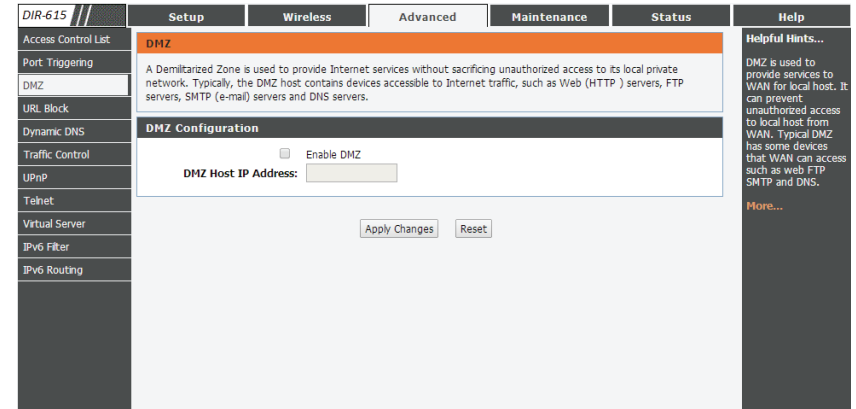 DIR-615
Setup
Wireless
Advanced
Maintenance
Status
Help
Access Control List
Port Triggering
DMZ
URL Block
Dynamic DNS
Traffic Control
UPnP
Telnet
Virtual Server
IPv6 Filter
IPv6 Routing
DMZ
A Demilitarized Zone is used to provide Internet services without sacrificing unauthorized access to its local private
network. Typically, the DMZ host contains devices accessible to Internet traffic, such as Web (HTTP ) servers, FTP
servers, SMTP (e-mail) servers and DNS servers.
DMZ Configuration
Enable DMZ
DMZ Host IP Address:
Apply Changes
Reset
Helpful Hints...
DMZ is used to
provide services to
WAN for local host. It
can prevent
unauthorized access
to local host from
WAN. Typical DMZ
has some devices
that WAN can access
such as web FTP
SMTP and DNS.
More...